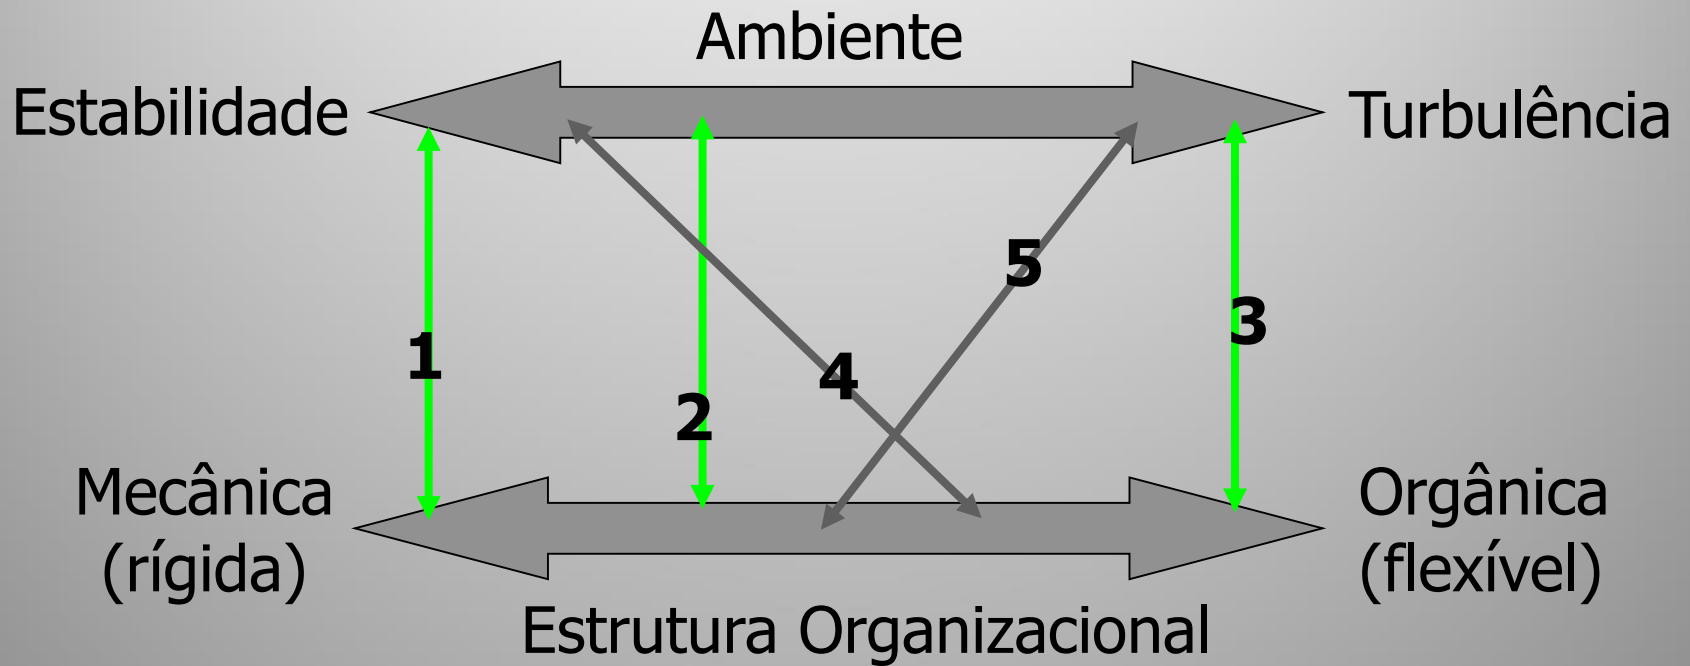 Ambiente
Estabilidade
Turbulência
5
3
1
4
2
Mecânica
(rígida)
Orgânica
(flexível)
Estrutura Organizacional